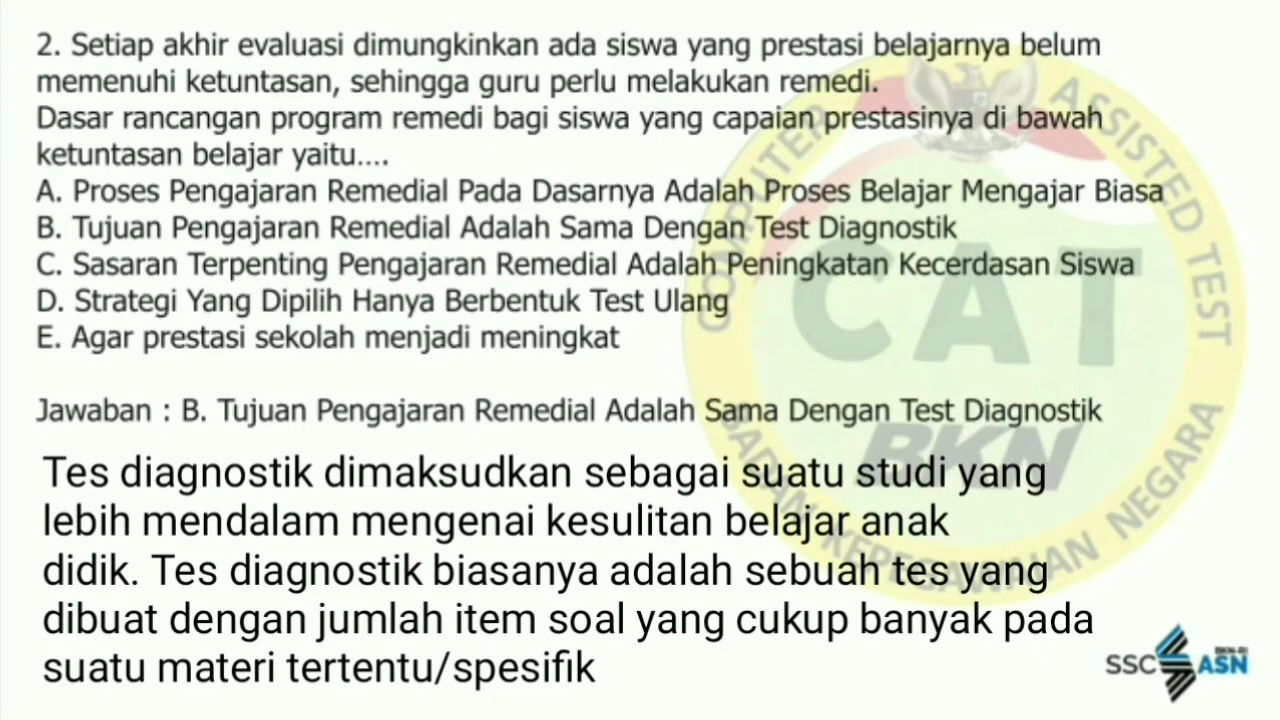 2. Setiap akhir evaluasi dimungkinkan ada siswa yang prestasi belajarnya belum
memenuhi ketuntasan, sehingga guru perlu melakukan remedi.
Dasar rancangan program remedi bagi siswa yang capaian prestasinya di bawah
ketuntasan belajar yaitu....
A. Proses Pengajaran Remedial Pada Dasarnya Adalah Proses Belajar Mengajar Biasa
B. Tujuan Pengajaran Remedial Adalah Sama Dengan Test Diagnostik
C. Sasaran Terpenting Pengajaran Remedial Adalah Peningkatan Kecerdasan Siswa
D. Strategi Yang Dipilih Hanya Berbentuk Test Ulang
E. Agar prestasi sekolah menjadi meningkat
Jawaban : B. Tujuan Pengajaran Remedial Adalah Sama Dengan Test Diagnostik
Tes diagnostik dimaksudkan sebagai suatu studi yang
lebih mendalam mengenai kesulitan belajar anak
didik. Tes diagnostik biasanya adalah sebuah tes yang
dibuat dengan jumlah item soal yang cukup banyak pada
suatu materi tertentu/spesifik
COMPUTER ASSISTED TEST
CAT
BKN
BADAN KEPEGAWAIAN NEGARA
SSC ASN
BKN-RI